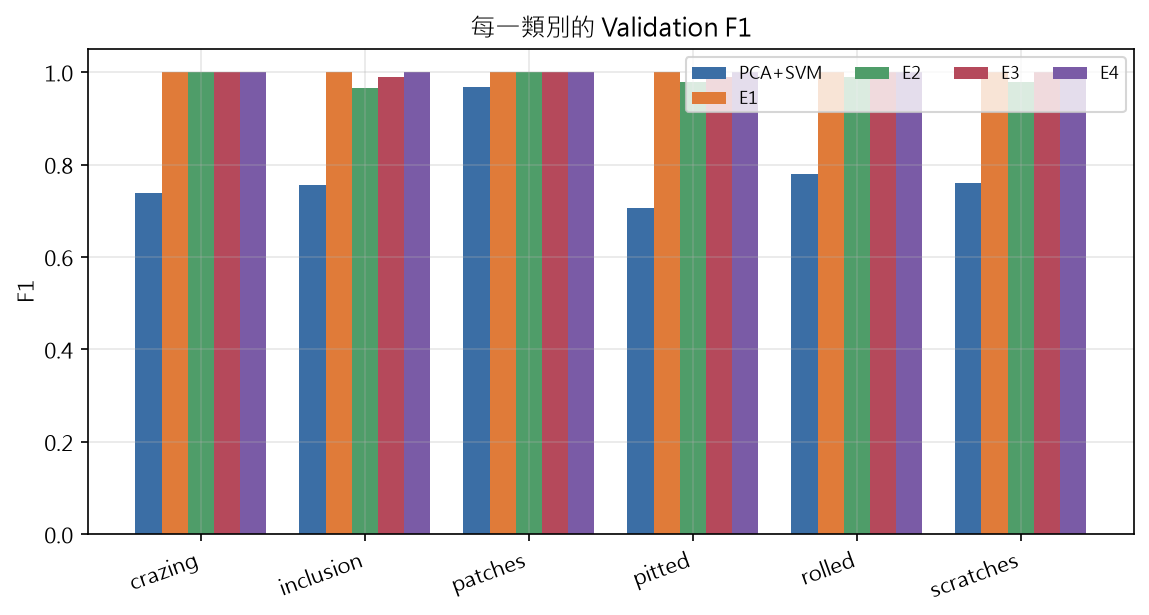 每一類別的 Validation F1
PCA+SVM
E1
E2
E3
E4
F1
1.0
0.8
0.6
0.4
0.2
0.0
crazing
inclusion
patches
pitted
rolled
scratches